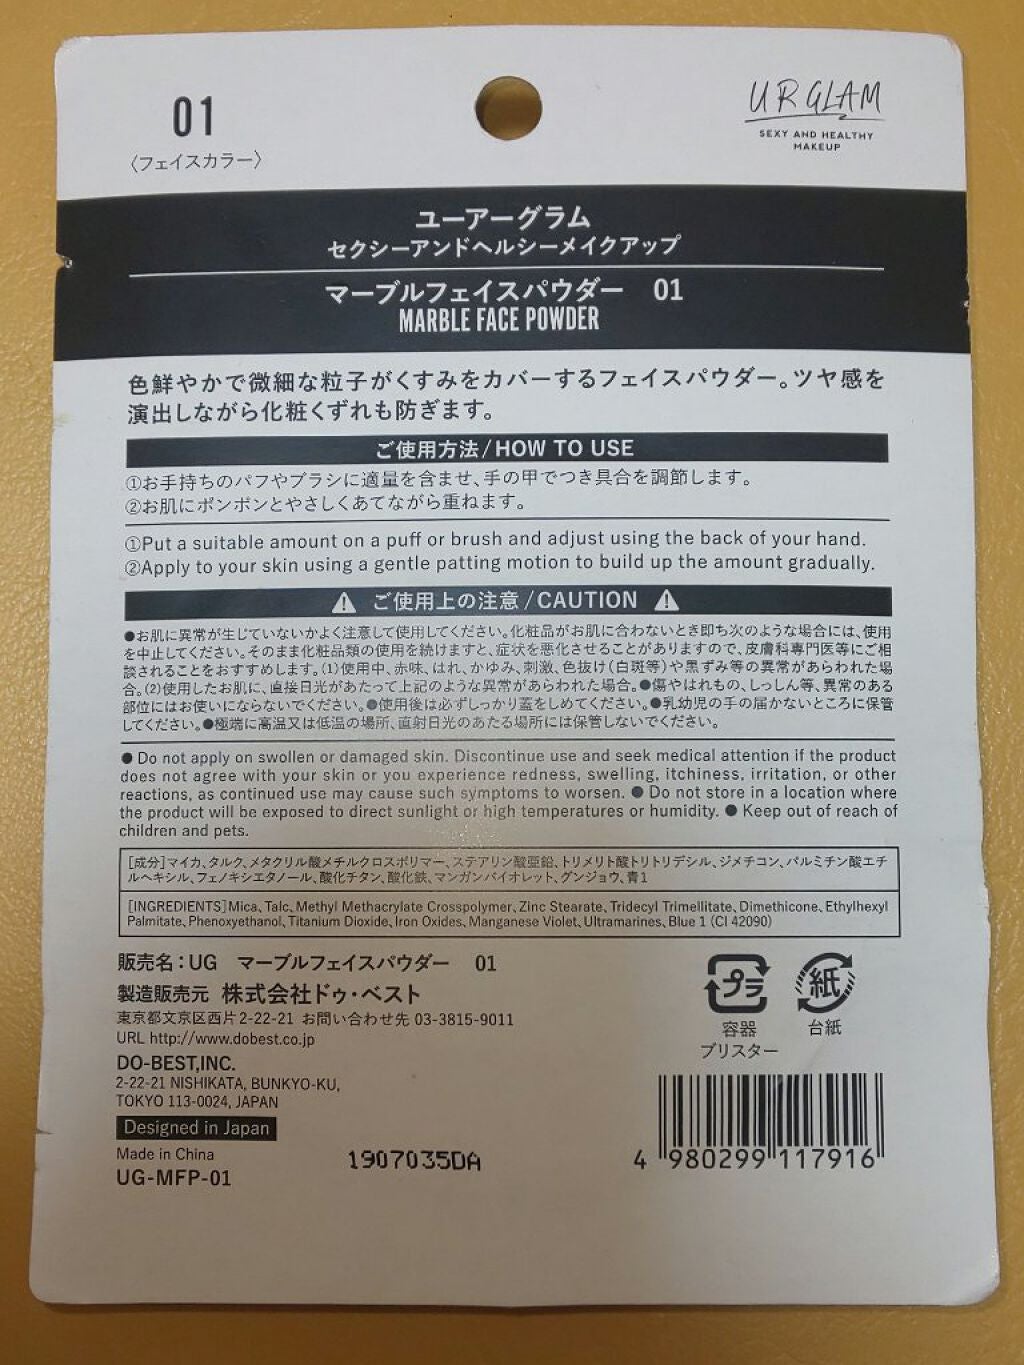 01
〈フェイスカラー〉
UR GLAM
SEXY AND HEALTHY
MAKEUP
ユーアーグラム
セクシーアンドヘルシーメイクアップ
マーブルフェイスパウダー 01
MARBLE FACE POWDER
色鮮やかで微細な粒子がくすみをカバーするフェイスパウダー。ツヤ感を
演出しながら化粧くずれも防ぎます。
ご使用方法/HOW TO USE
①お手持ちのパフやブラシに適量を含ませ、手の甲でつき具合を調節します。
②お肌にポンポンとやさしくあてながら重ねます。
①Put a suitable amount on a puff or brush and adjust using the back of your hand.
②Apply to your skin using a gentle patting motion to build up the amount gradually.
⚠ ご使用上の注意/CAUTION ⚠
●お肌に異常が生じていないかよく注意して使用してください。化粧品がお肌に合わないとき即ち次のような場合には、使用
を中止してください。そのまま化粧品類の使用を続けますと、症状を悪化させることがありますので、皮膚科専門医等にご相
談されることをおすすめします。(1)使用中、赤味、はれ、かゆみ、刺激、色抜け(白斑等)や黒ずみ等の異常があらわれた場
合。(2)使用したお肌に、直接日光があたって上記のような異常があらわれた場合。●傷やはれもの、しっしん等、異常のある
部位にはお使いにならないでください。●使用後は必ずしっかり蓋をしめてください。●乳幼児の手の届かないところに保管
してください。●極端に高温又は低温の場所、直射日光のあたる場所には保管しないでください。
● Do not apply on swollen or damaged skin. Discontinue use and seek medical attention if the product
does not agree with your skin or you experience redness, swelling, itchiness, irritation, or other
reactions, as continued use may cause such symptoms to worsen. ● Do not store in a location where
the product will be exposed to direct sunlight or high temperatures or humidity. ● Keep out of reach of
children and pets.
[成分]マイカ、タルク、メタクリル酸メチルクロスポリマー、ステアリン酸亜鉛、トリメリト酸トリトリデシル、ジメチコン、パルミチン酸エチ
ルヘキシル、フェノキシエタノール、酸化チタン、酸化鉄、マンガンバイオレット、グンジョウ、青1
[INGREDIENTS]Mica、Talc、Methyl Methacrylate Crosspolymer、Zinc Stearate、Tridecyl Trimellitate、Dimethicone、Ethylhexyl
Palmitate、Phenoxyethanol、Titanium Dioxide、Iron Oxides、Manganese Violet、Ultramarines、Blue 1 (CI 42090)
販売名：UG マーブルフェイスパウダー 01
製造販売元 株式会社ドゥ・ベスト
東京都文京区西片2-22-21 お問い合わせ先 03-3815-9011
URL http://www.dobest.co.jp
DO-BEST,INC.
2-22-21 NISHIKATA, BUNKYO-KU,
TOKYO 113-0024, JAPAN
Designed in Japan
Made in China
UG-MFP-01
1907035DA
プラ
容器
ブリスター
紙
台紙
4 980299 117916